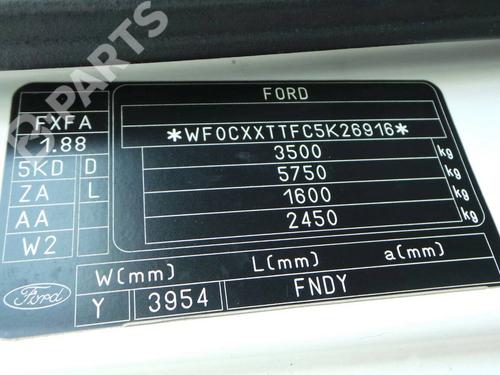 B-PARTS
FORD
*WF0CXXTTFC5K26916*
FXFA
1.88
5KD D
ZA L
AA
W2
3500 kg
5750 kg
1600 kg
2450 kg
W(mm) L(mm) a(mm)
Y 3954 FNDY
Ford